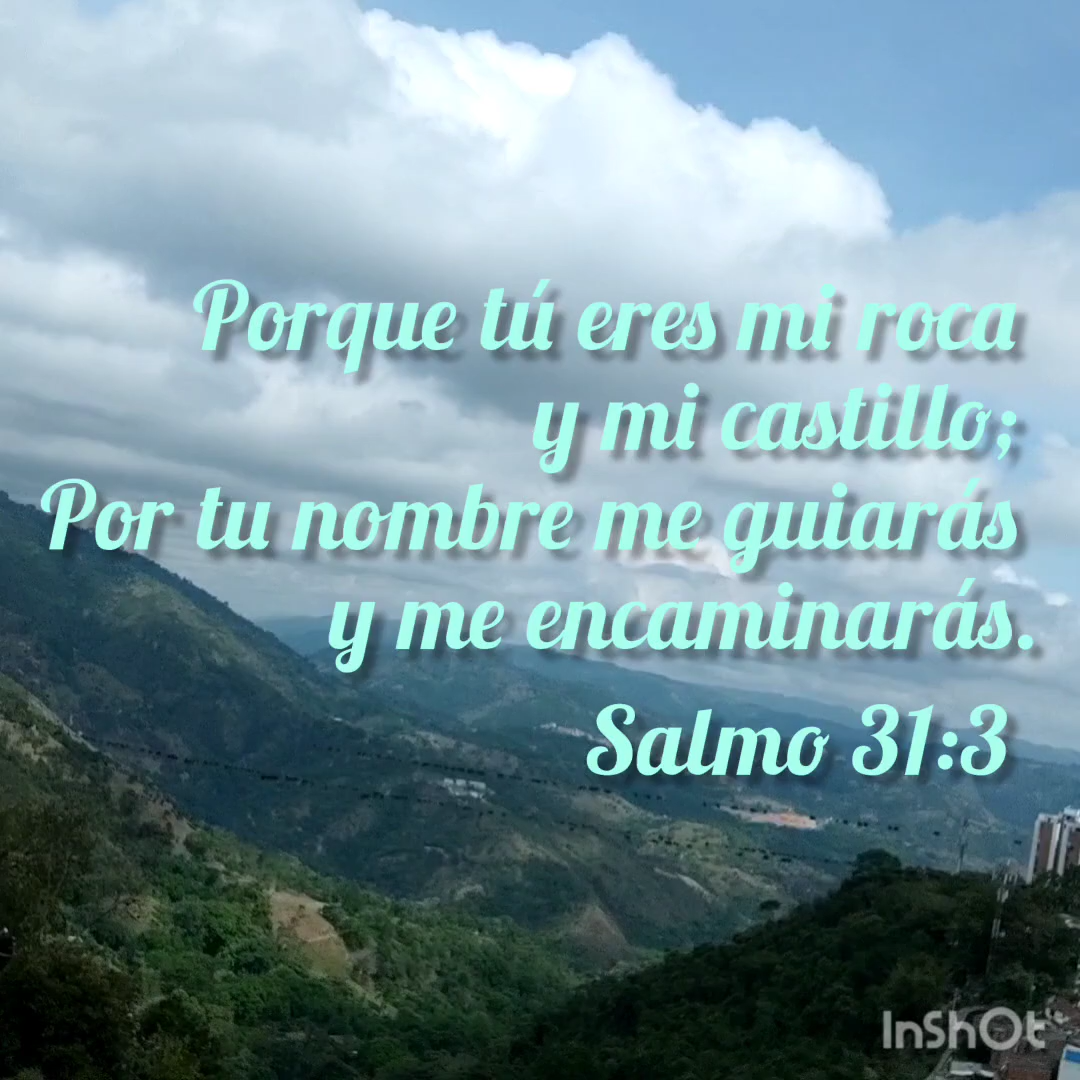 Porque tú eres mi roca
y mi castillo;
Por tu nombre me guiarás
y me encaminarás.
Salmo 31:3
InShOt